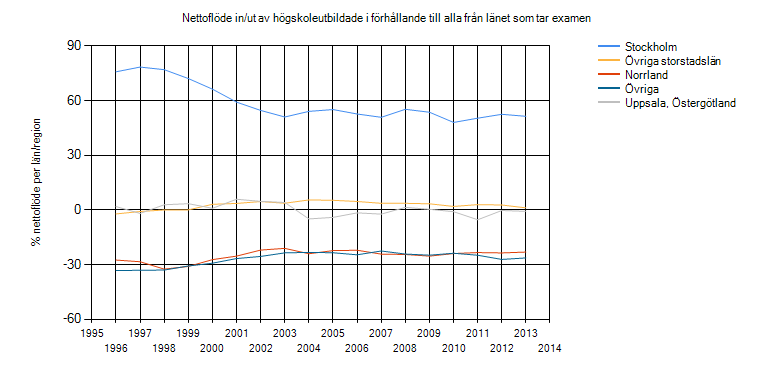 Nettoflöde in/ut av högskoleutbildade i förhållande till alla från länet som tar examen
% nettoflöde per län/region
90
60
30
0
-30
-60
1995 1997 1999 2001 2003 2005 2007 2009 2011 2013
1996 1998 2000 2002 2004 2006 2008 2010 2012 2014
Stockholm
Övriga storstadslän
Norrland
Övriga
Uppsala, Östergötland